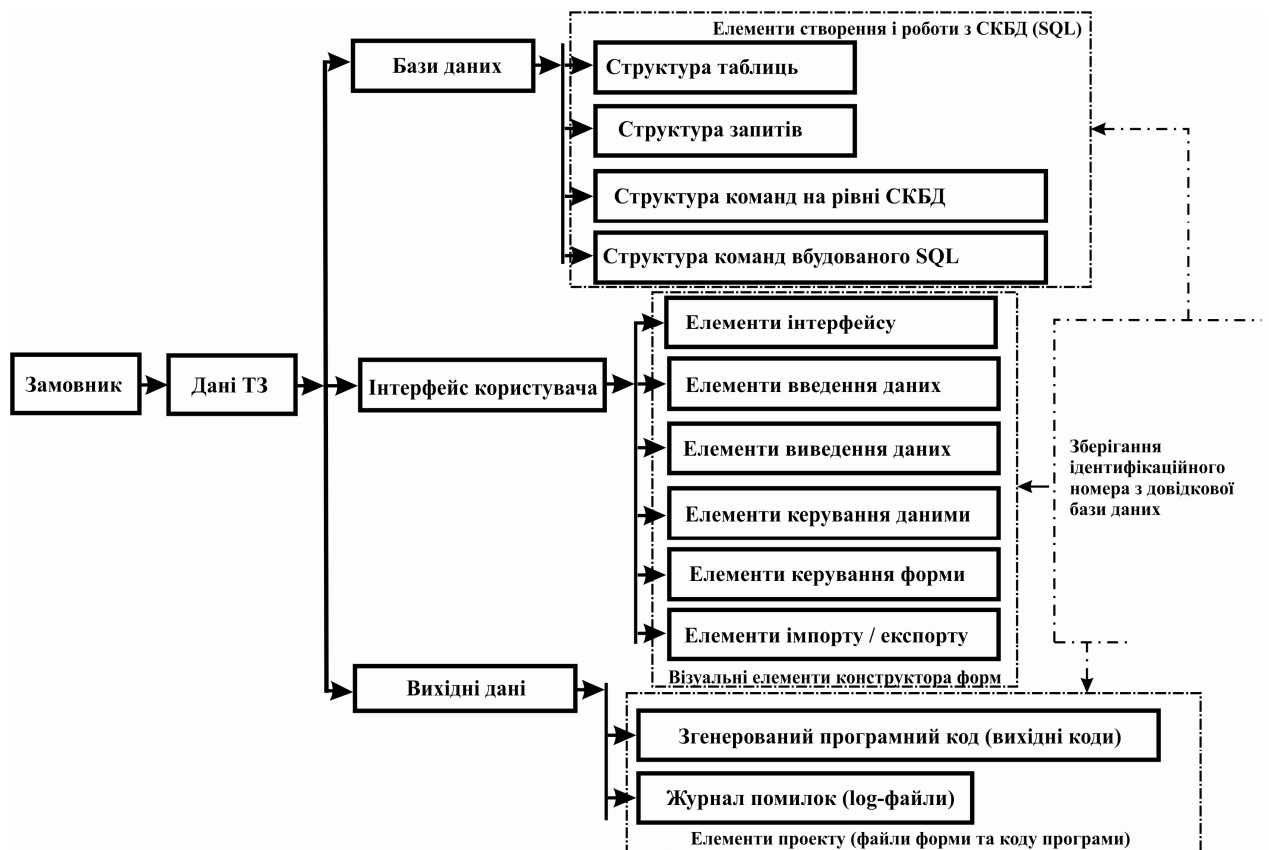 Елементи створення і роботи з СКБД (SQL)
Бази даних
Структура таблиць
Структура запитів
Структура команд на рівні СКБД
Структура команд вбудованого SQL
Замовник
Дані ТЗ
Інтерфейс користувача
Елементи інтерфейсу
Елементи введення даних
Елементи виведення даних
Елементи керування даними
Елементи керування форми
Елементи імпорту / експорту
Візуальні елементи конструктора форм
Зберігання
ідентифікаційного
номера з довідкової
бази даних
Вихідні дані
Згенерований програмний код (вихідні коди)
Журнал помилок (log-файли)
Елементи проекту (файли форми та коду програми)